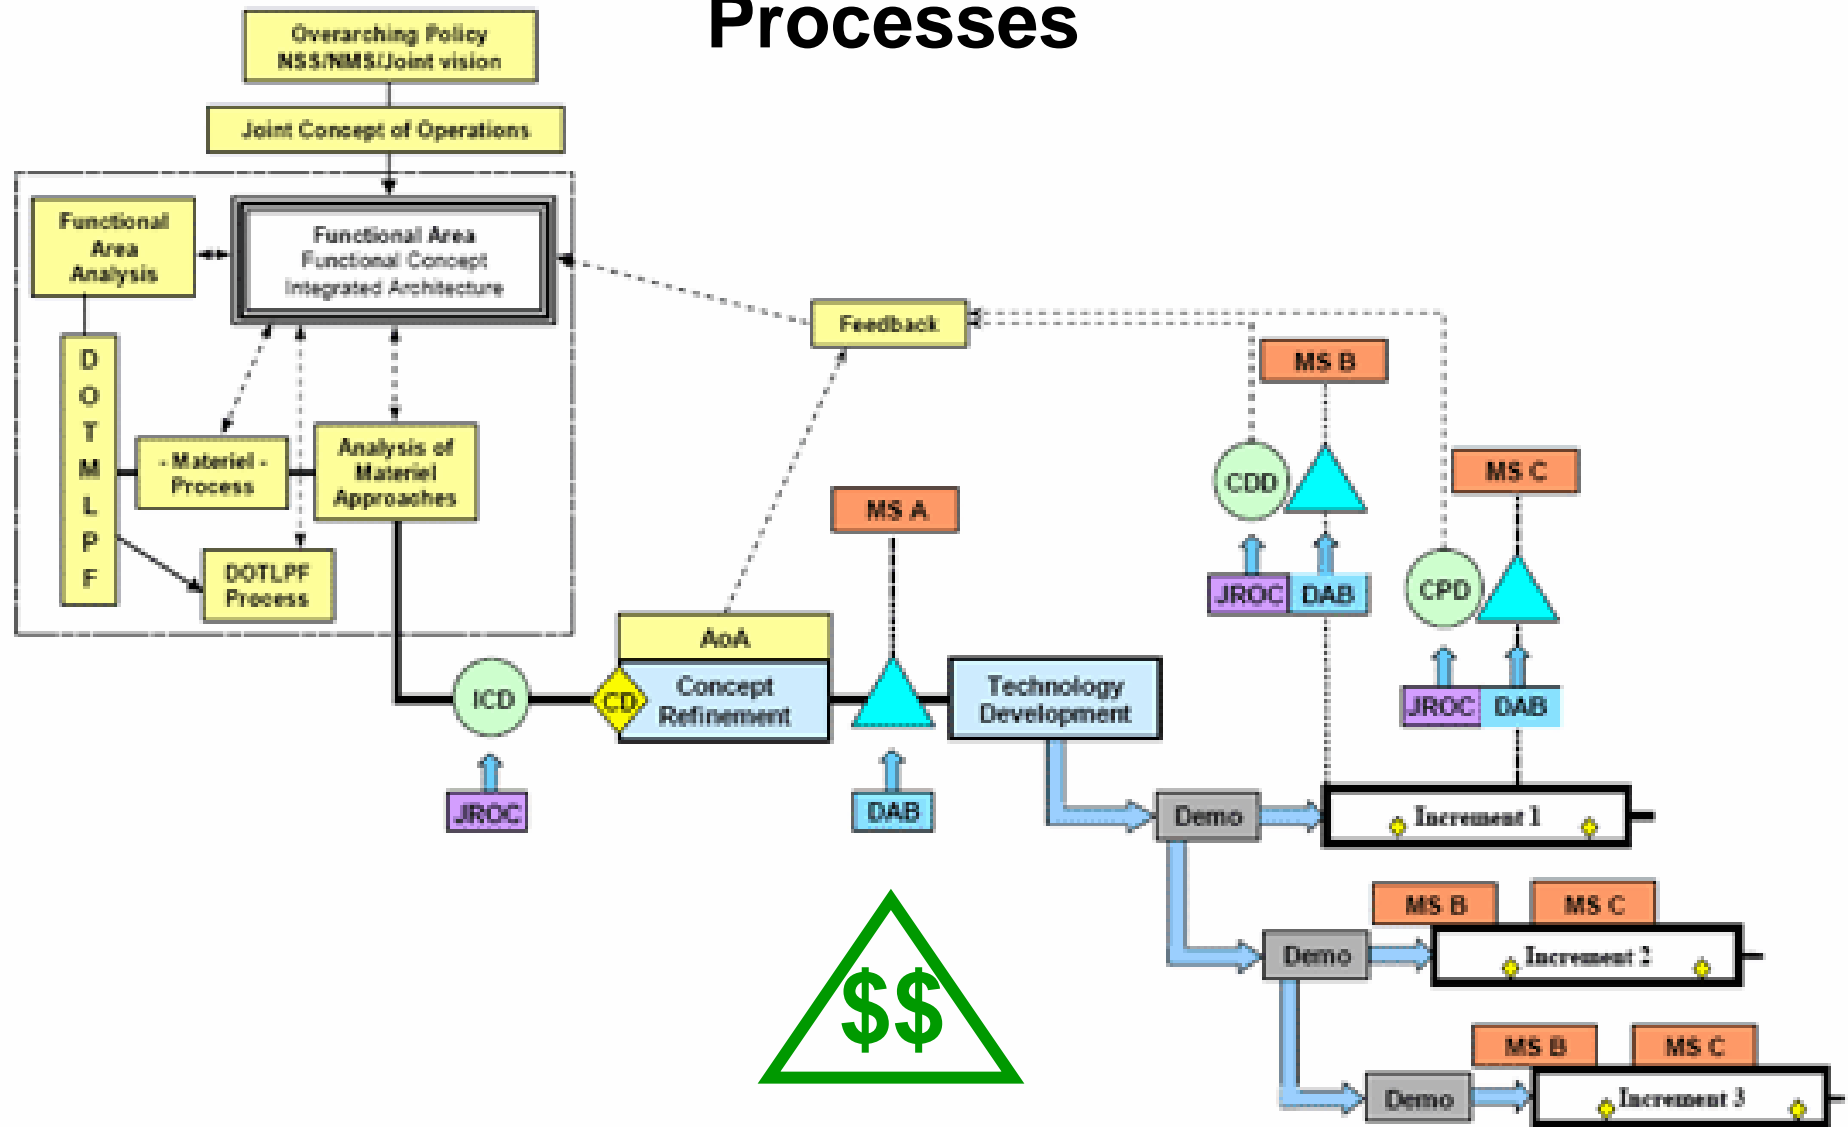 Processes
Overarching Policy
NSS/NMS/Joint vision
Joint Concept of Operations
Functional
Area
Analysis
Functional Area
Functional Concept
Integrated Architecture
D
O
T
M
L
P
F
- Materiel -
Process
Analysis of
Materiel
Approaches
DOTLPF
Process
Feedback
MS A
MS B
MS C
CDD
JROC
DAB
CPD
JROC
DAB
AoA
ICD
CD
Concept
Refinement
Technology
Development
JROC
DAB
Demo
Increment 1
MS B
MS C
Demo
Increment 2
$$
MS B
MS C
Demo
Increment 3